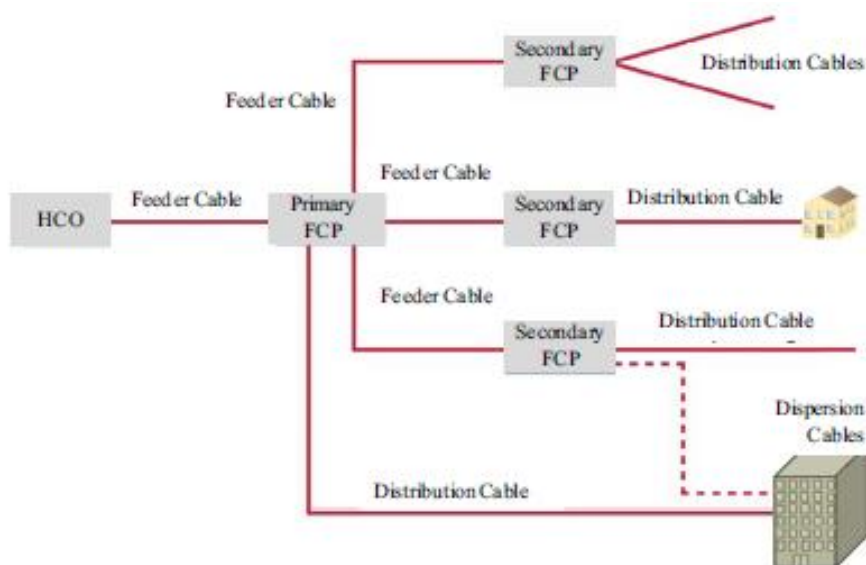 Secondary
FCP
Distribution Cables
Feeder Cable
Feeder Cable
Feeder Cable
HCO
Primary
FCP
Secondary
FCP
Distribution Cable
Feeder Cable
Secondary
FCP
Distribution Cable
Dispersion
Cables
Distribution Cable